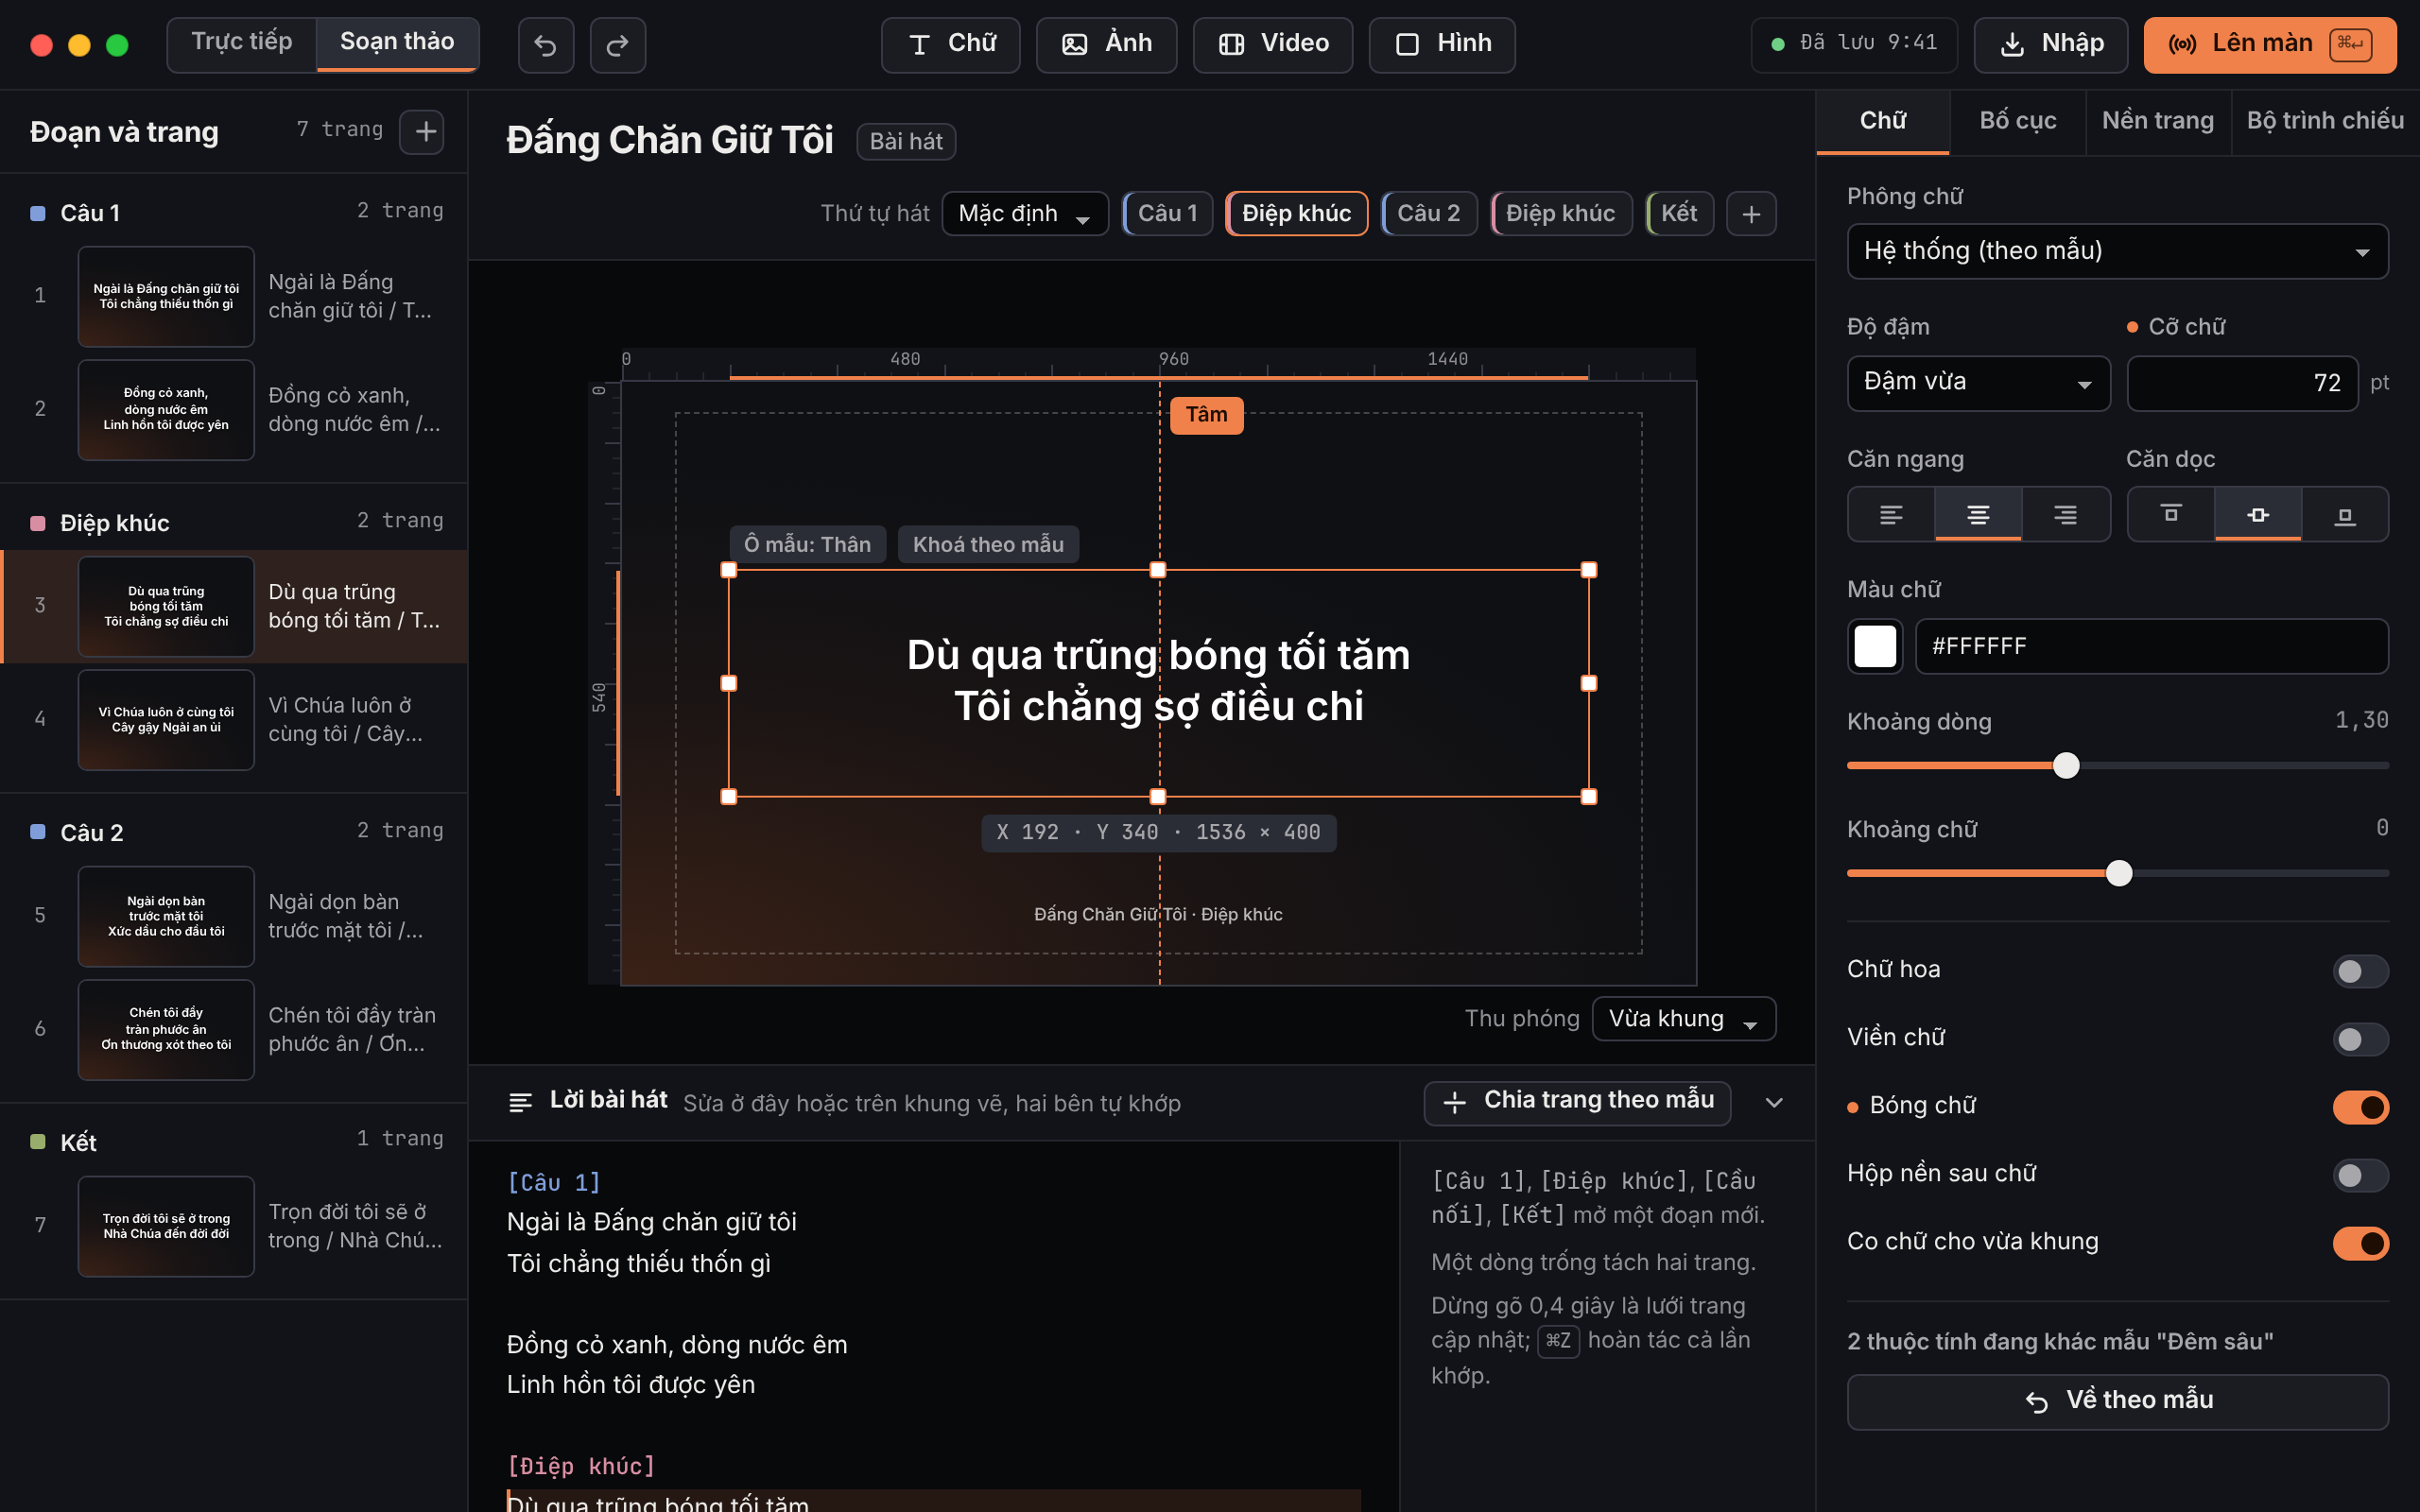 Trực tiếp
Soạn thảo
Chữ
Ảnh
Video
Hình
Đã lưu 9:41
Nhập
Lên màn ⌘↵
Đoạn và trang
7 trang
Câu 1
2 trang
1
Ngài là Đấng chăn giữ tôi
Tôi chẳng thiếu thốn gì
Ngài là Đấng
chăn giữ tôi / T...
2
Đồng cỏ xanh,
dòng nước êm
Linh hồn tôi được yên
Đồng cỏ xanh,
dòng nước êm /...
Điệp khúc
2 trang
3
Dù qua trũng
bóng tối tăm
Tôi chẳng sợ điều chi
Dù qua trũng
bóng tối tăm / T...
4
Vì Chúa luôn ở cùng tôi
Cây gậy Ngài an ủi
Vì Chúa luôn ở
cùng tôi / Cây...
Câu 2
2 trang
5
Ngài dọn bàn
trước mặt tôi
Xức dầu cho đầu tôi
Ngài dọn bàn
trước mặt tôi /...
6
Chén tôi đầy
tràn phước ân
Ơn thương xót theo tôi
Chén tôi đầy tràn
phước ân / Ơn...
Kết
1 trang
7
Trọn đời tôi sẽ ở trong
Nhà Chúa đến đời đời
Trọn đời tôi sẽ ở
trong / Nhà Chú...
Đấng Chăn Giữ Tôi
Bài hát
Thứ tự hát
Mặc định
Câu 1
Điệp khúc
Câu 2
Điệp khúc
Kết
0
480
960
1440
0
540
Tâm
Ô mẫu: Thân
Khoá theo mẫu
Dù qua trũng bóng tối tăm
Tôi chẳng sợ điều chi
X 192 · Y 340 · 1536 × 400
Đấng Chăn Giữ Tôi · Điệp khúc
Thu phóng
Vừa khung
Lời bài hát
Sửa ở đây hoặc trên khung vẽ, hai bên tự khớp
Chia trang theo mẫu
[Câu 1]
Ngài là Đấng chăn giữ tôi
Tôi chẳng thiếu thốn gì
Đồng cỏ xanh, dòng nước êm
Linh hồn tôi được yên
[Điệp khúc]
Dù qua trũng bóng tối tăm
[Câu 1], [Điệp khúc], [Cầu
nối], [Kết] mở một đoạn mới.
Một dòng trống tách hai trang.
Dừng gõ 0,4 giây là lưới trang
cập nhật; ⌘Z hoàn tác cả lần
khớp.
Chữ
Bố cục
Nền trang
Bộ trình chiếu
Phông chữ
Hệ thống (theo mẫu)
Độ đậm
Cỡ chữ
Đậm vừa
72 pt
Căn ngang
Căn dọc
Màu chữ
#FFFFFF
Khoảng dòng
1,30
Khoảng chữ
0
Chữ hoa
Viền chữ
Bóng chữ
Hộp nền sau chữ
Co chữ cho vừa khung
2 thuộc tính đang khác mẫu "Đêm sâu"
Về theo mẫu